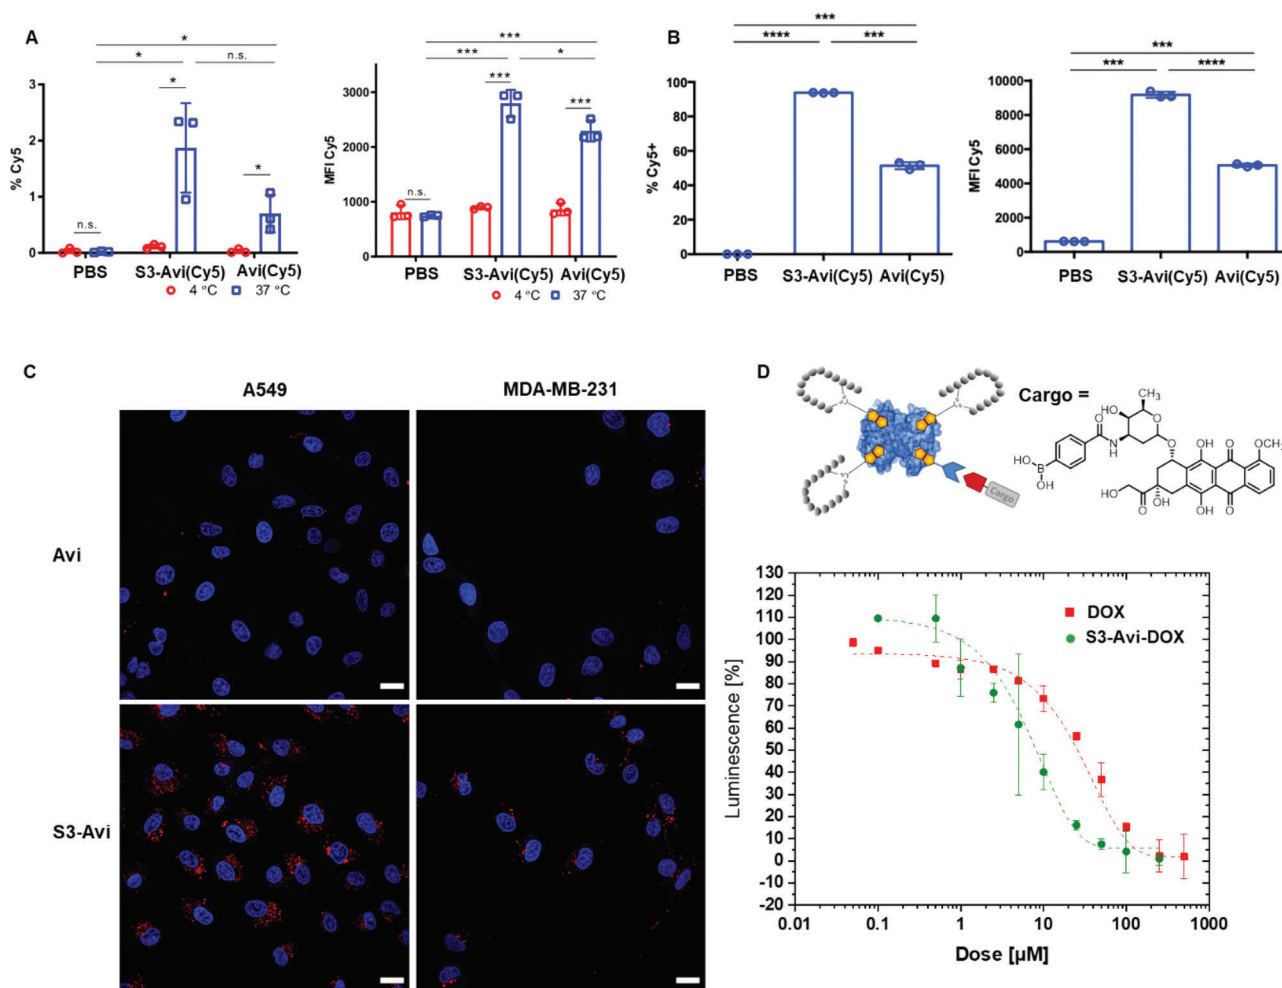 A
*
*
n.s.
*
*
n.s.
% Cy5
3
2
1
0
PBS
S3-Avi(Cy5)
Avi(Cy5)
4 °C
37 °C
***
***
*
***
***
n.s.
MFI Cy5
3000
2000
1000
0
PBS
S3-Avi(Cy5)
Avi(Cy5)
4 °C
37 °C
B
***
****
***
% Cy5+
100
80
60
40
20
0
PBS
S3-Avi(Cy5)
Avi(Cy5)
***
***
****
MFI Cy5
10000
8000
6000
4000
2000
0
PBS
S3-Avi(Cy5)
Avi(Cy5)
C
A549
MDA-MB-231
Avi
S3-Avi
D
Cargo
Cargo =
HO
B
OH
O
N
H
HO
CH3
O
O
OH
O
OCH3
HO
O
OH
OH
O
Luminescence [%]
130
120
110
100
90
80
70
60
50
40
30
20
10
0
-10
-20
DOX
S3-Avi-DOX
0.01
0.1
1
10
100
1000
Dose [µM]